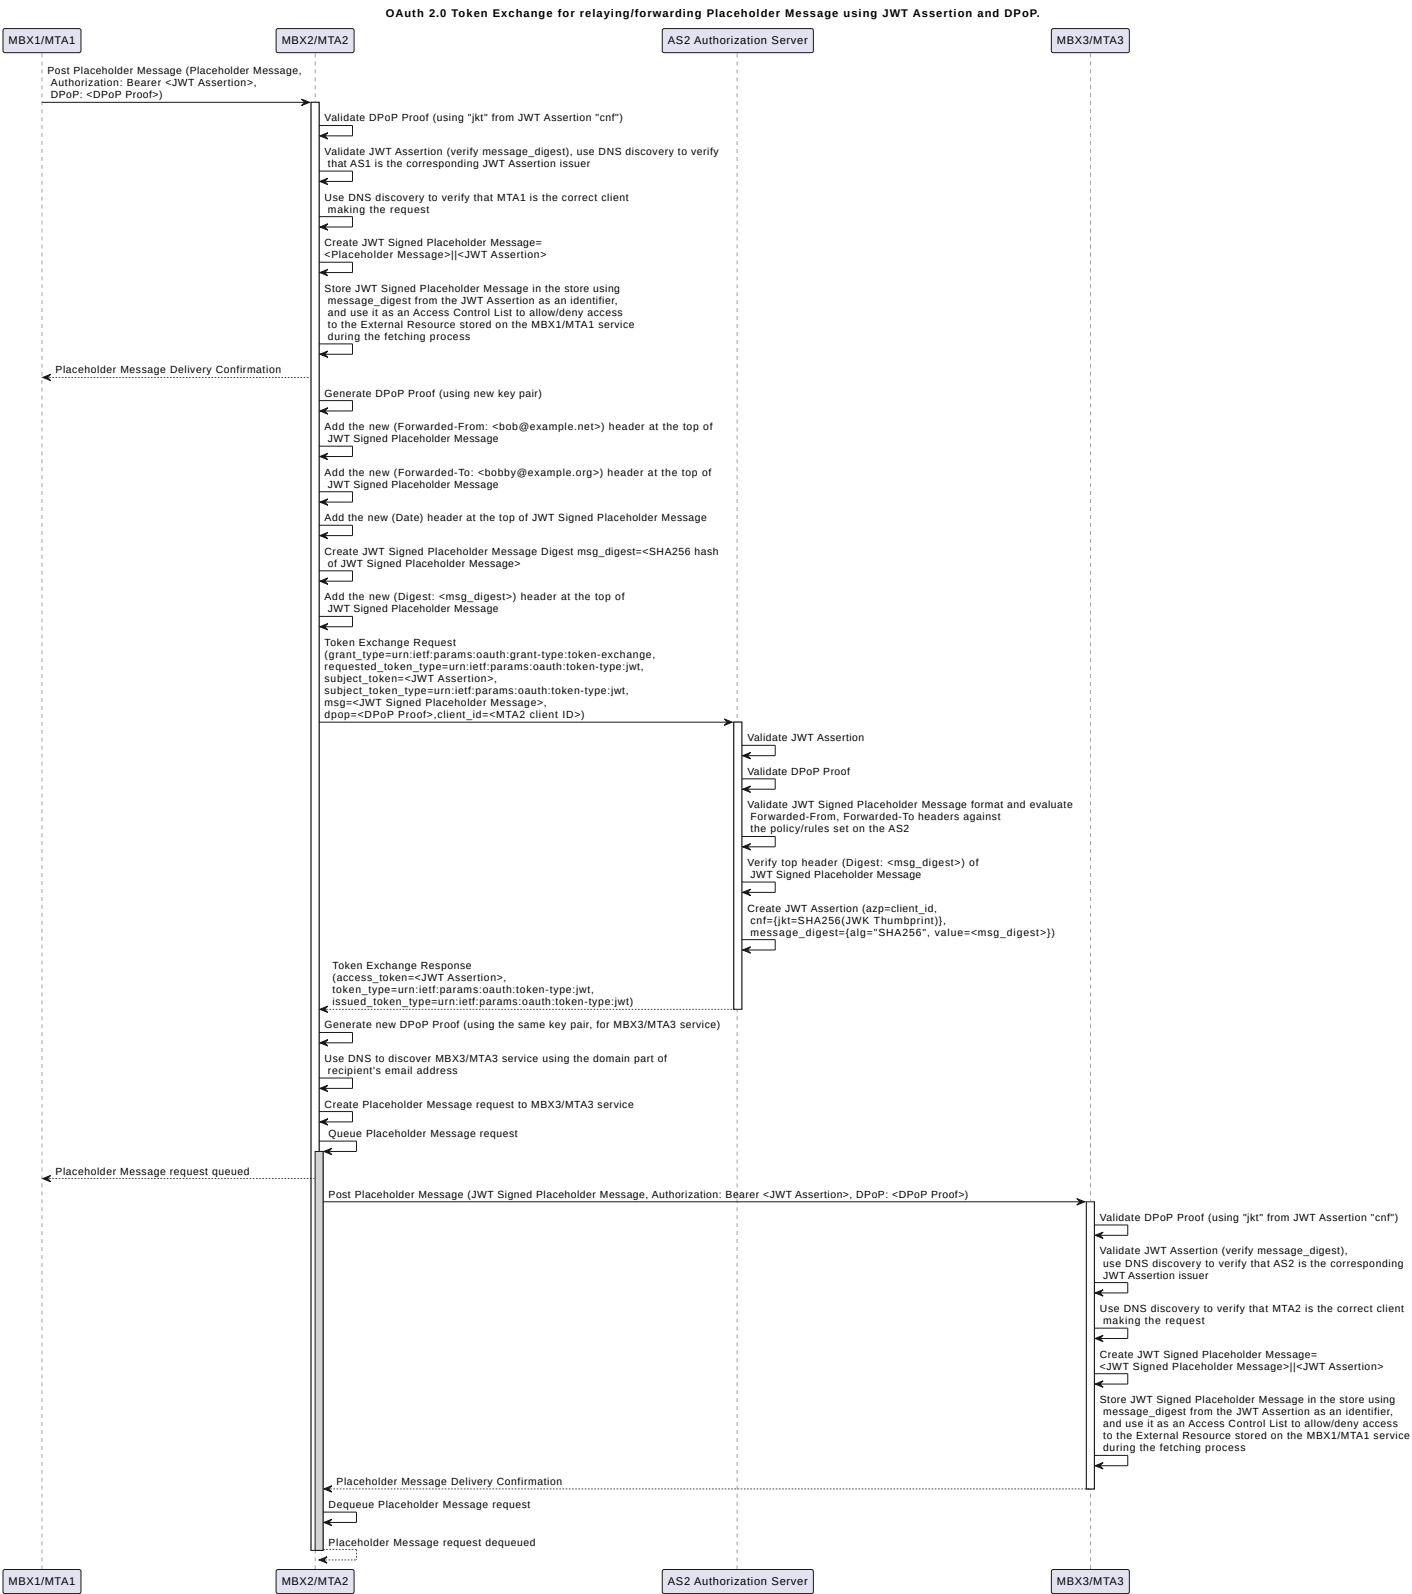 OAuth 2.0 Token Exchange for relaying/forwarding Placeholder Message using JWT Assertion and DPoP.
MBX1/MTA1
MBX2/MTA2
AS2 Authorization Server
MBX3/MTA3
Post Placeholder Message (Placeholder Message,
Authorization: Bearer <JWT Assertion>,
DPoP: <DPoP Proof>)
Validate DPoP Proof (using "jkt" from JWT Assertion "cnf")
Validate JWT Assertion (verify message_digest), use DNS discovery to verify
that AS1 is the corresponding JWT Assertion issuer
Use DNS discovery to verify that MTA1 is the correct client
making the request
Create JWT Signed Placeholder Message=
<Placeholder Message>||<JWT Assertion>
Store JWT Signed Placeholder Message in the store using
message_digest from the JWT Assertion as an identifier,
and use it as an Access Control List to allow/deny access
to the External Resource stored on the MBX1/MTA1 service
during the fetching process
Placeholder Message Delivery Confirmation
Generate DPoP Proof (using new key pair)
Add the new (Forwarded-From: <bob@example.net>) header at the top of
JWT Signed Placeholder Message
Add the new (Forwarded-To: <bobby@example.org>) header at the top of
JWT Signed Placeholder Message
Add the new (Date) header at the top of JWT Signed Placeholder Message
Create JWT Signed Placeholder Message Digest msg_digest=<SHA256 hash
of JWT Signed Placeholder Message>
Add the new (Digest: <msg_digest>) header at the top of
JWT Signed Placeholder Message
Token Exchange Request
(grant_type=urn:ietf:params:oauth:grant-type:token-exchange,
requested_token_type=urn:ietf:params:oauth:token-type:jwt,
subject_token=<JWT Assertion>,
subject_token_type=urn:ietf:params:oauth:token-type:jwt,
msg=<JWT Signed Placeholder Message>,
dpop=<DPoP Proof>,client_id=<MTA2 client ID>)
Validate JWT Assertion
Validate DPoP Proof
Validate JWT Signed Placeholder Message format and evaluate
Forwarded-From, Forwarded-To headers against
the policy/rules set on the AS2
Verify top header (Digest: <msg_digest>) of
JWT Signed Placeholder Message
Create JWT Assertion (azp=client_id,
cnf={jkt=SHA256(JWK Thumbprint)},
message_digest={alg="SHA256", value=<msg_digest>})
Token Exchange Response
(access_token=<JWT Assertion>,
token_type=urn:ietf:params:oauth:token-type:jwt,
issued_token_type=urn:ietf:params:oauth:token-type:jwt)
Generate new DPoP Proof (using the same key pair, for MBX3/MTA3 service)
Use DNS to discover MBX3/MTA3 service using the domain part of
recipient's email address
Create Placeholder Message request to MBX3/MTA3 service
Queue Placeholder Message request
Placeholder Message request queued
Post Placeholder Message (JWT Signed Placeholder Message, Authorization: Bearer <JWT Assertion>, DPoP: <DPoP Proof>)
Validate DPoP Proof (using "jkt" from JWT Assertion "cnf")
Validate JWT Assertion (verify message_digest),
use DNS discovery to verify that AS2 is the corresponding
JWT Assertion issuer
Use DNS discovery to verify that MTA2 is the correct client
making the request
Create JWT Signed Placeholder Message=
<JWT Signed Placeholder Message>||<JWT Assertion>
Store JWT Signed Placeholder Message in the store using
message_digest from the JWT Assertion as an identifier,
and use it as an Access Control List to allow/deny access
to the External Resource stored on the MBX1/MTA1 service
during the fetching process
Placeholder Message Delivery Confirmation
Dequeue Placeholder Message request
Placeholder Message request dequeued
MBX1/MTA1
MBX2/MTA2
AS2 Authorization Server
MBX3/MTA3